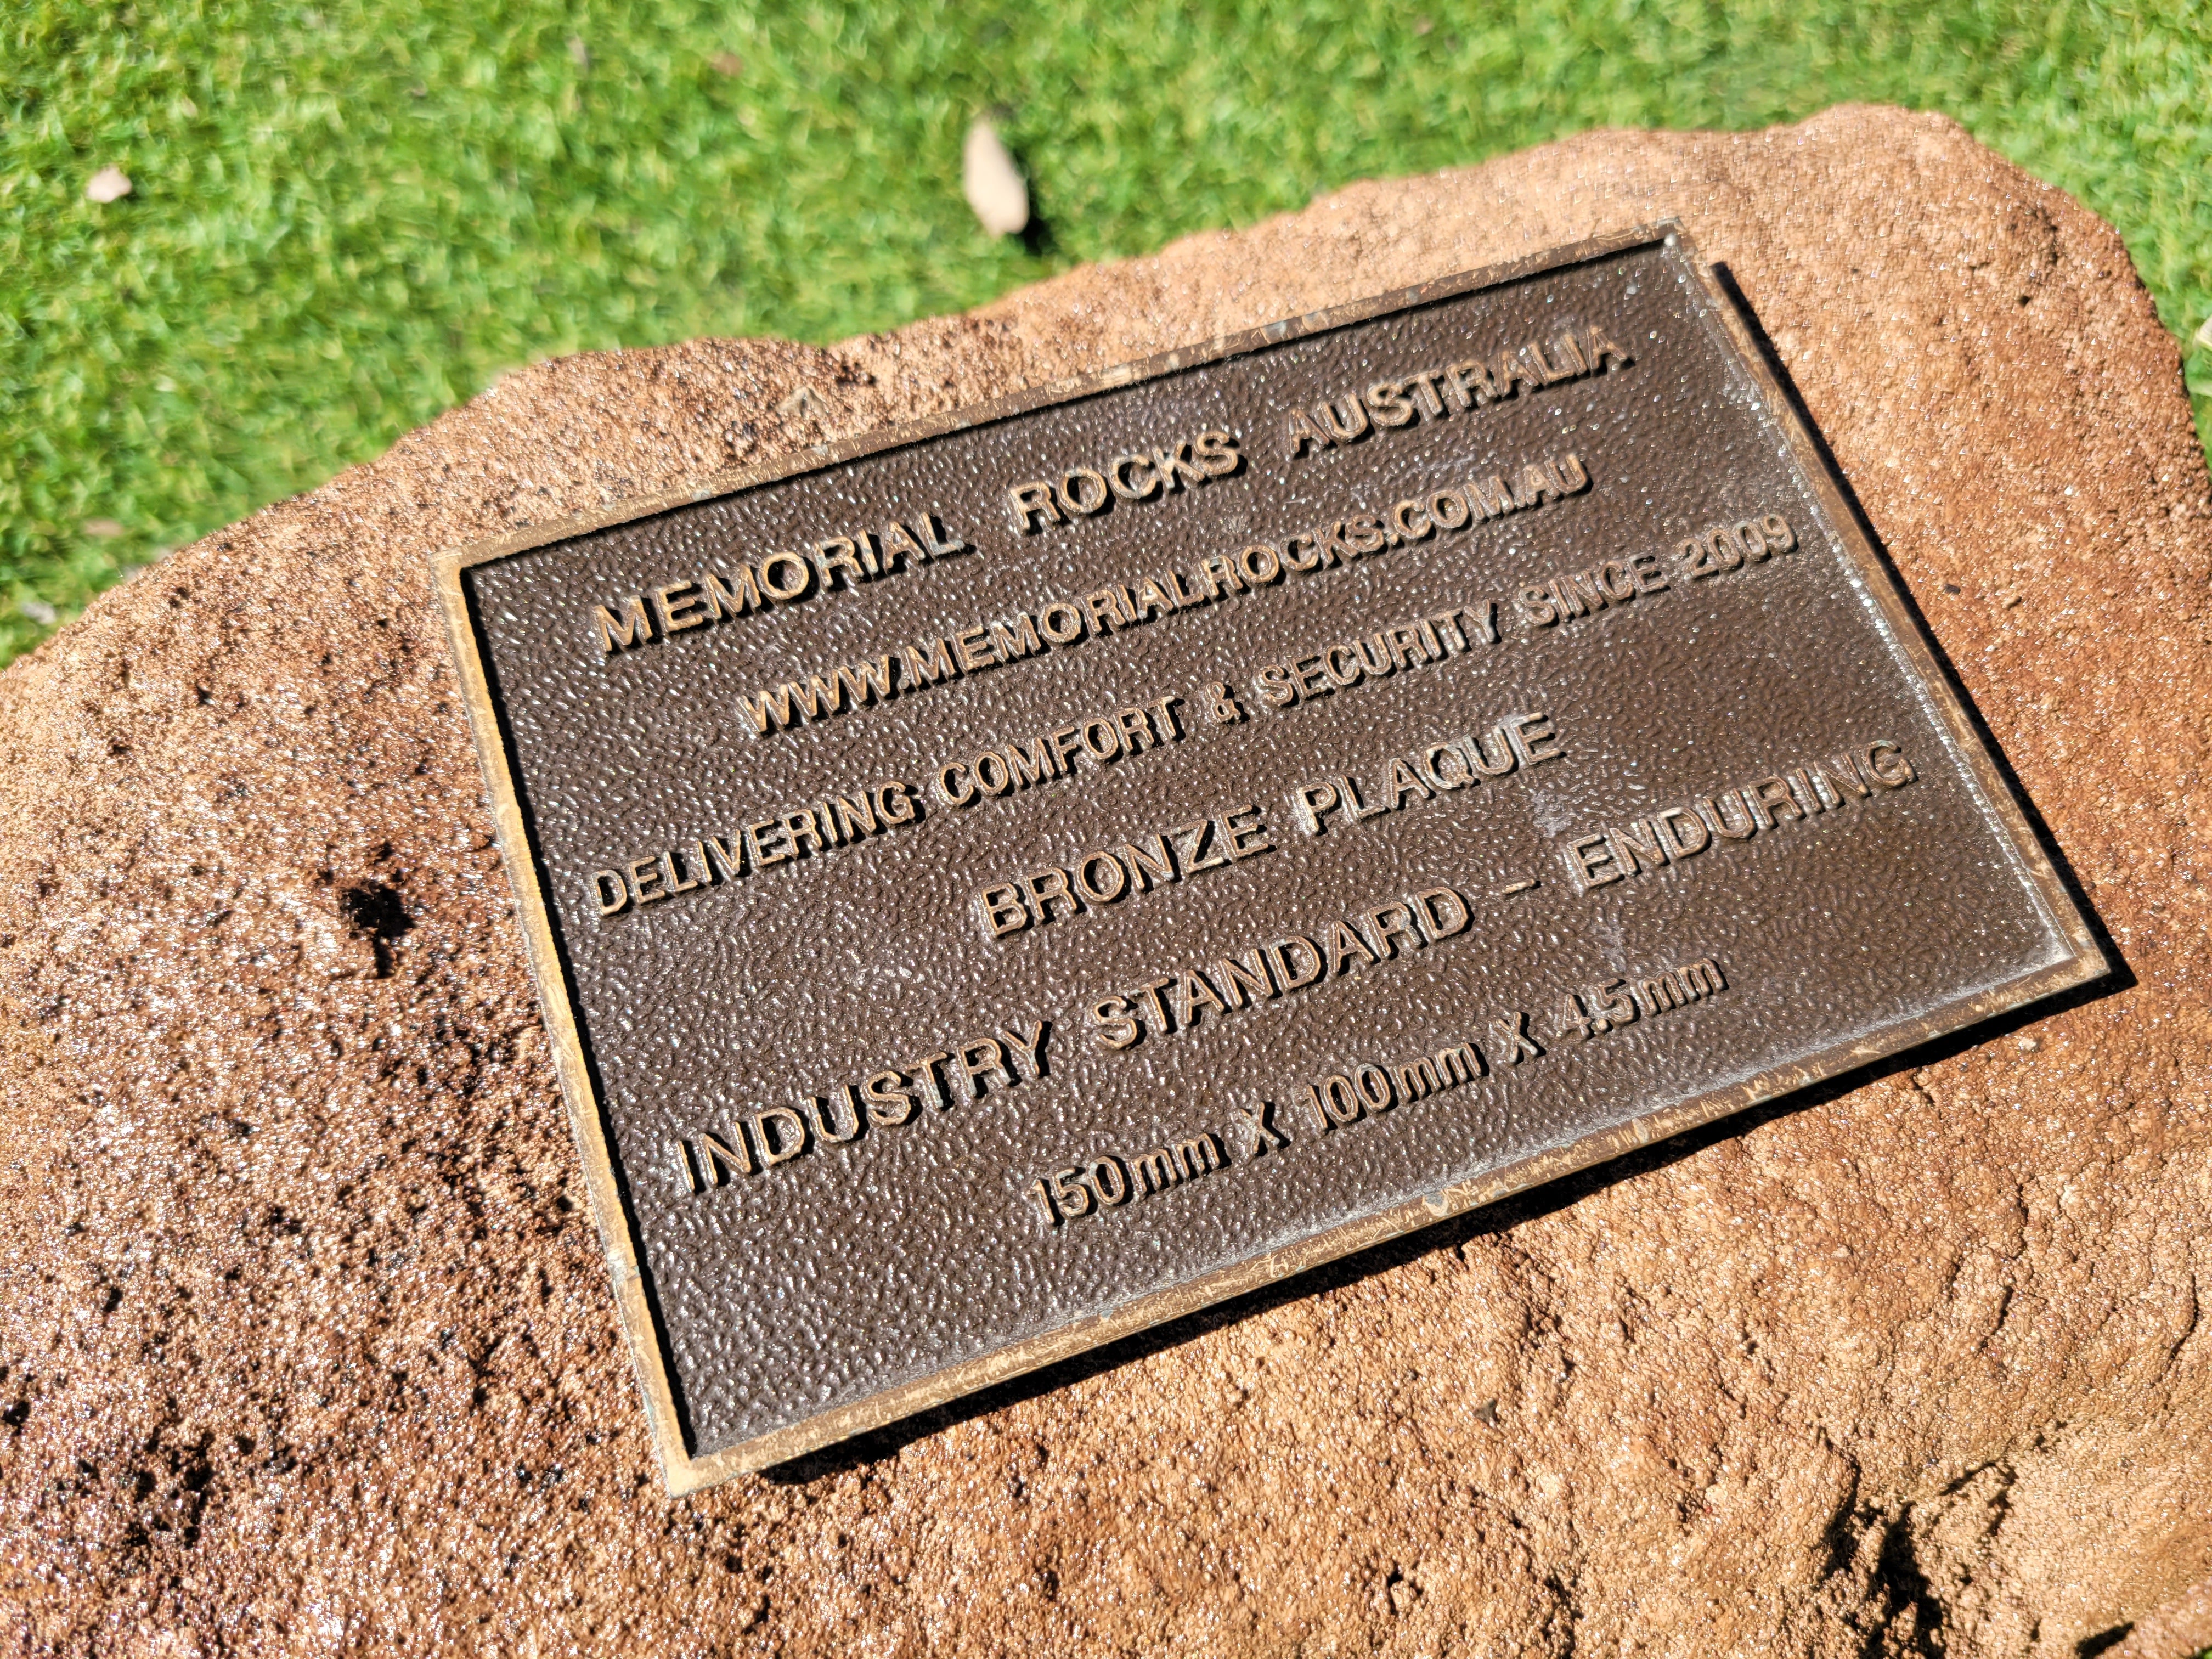 MEMORIAL ROCKS AUSTRALIA
WWW.MEMORIALROCKS.COM.AU
DELIVERING COMFORT & SECURITY SINCE 2009
BRONZE PLAQUE
INDUSTRY STANDARD - ENDURING
150mm X 100mm X 4.5mm